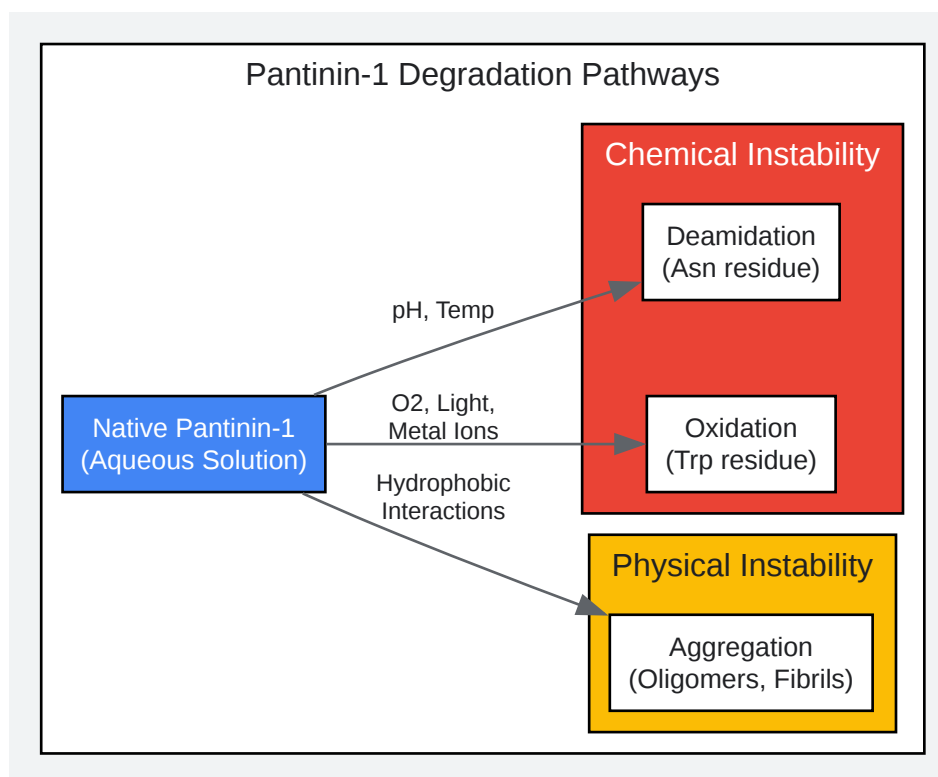 Pantinin-1 Degradation Pathways
Chemical Instability
Deamidation
(Asn residue)
pH, Temp
O2, Light,
Metal Ions
Native Pantinin-1
(Aqueous Solution)
Oxidation
(Trp residue)
Hydrophobic
Interactions
Physical Instability
Aggregation
(Oligomers, Fibrils)